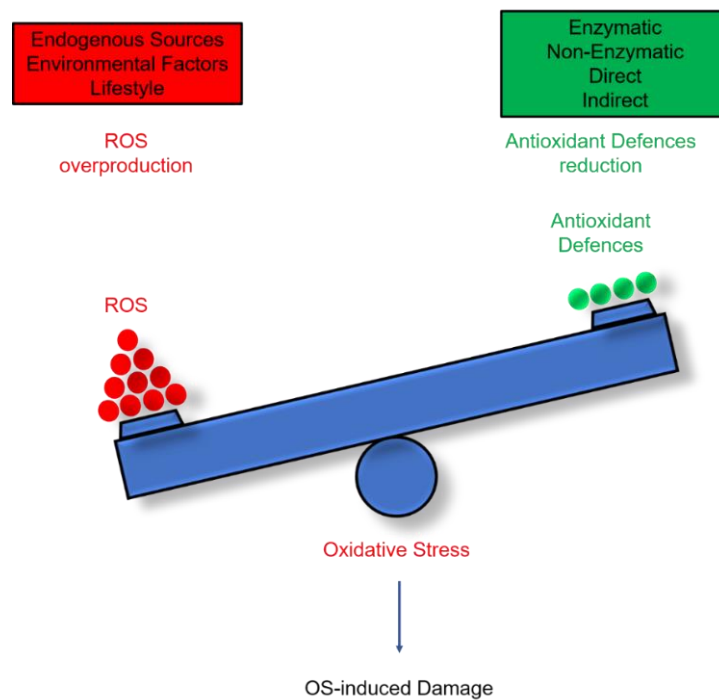 Endogenous Sources
Environmental Factors
Lifestyle
Enzymatic
Non-Enzymatic
Direct
Indirect
ROS
overproduction
Antioxidant Defences
reduction
Antioxidant
Defences
ROS
Oxidative Stress
OS-induced Damage